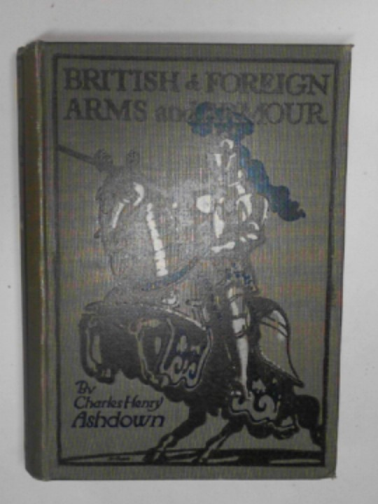 BRITISH & FOREIGN
ARMS and ARMOUR
By
Charles Henry
Ashdown